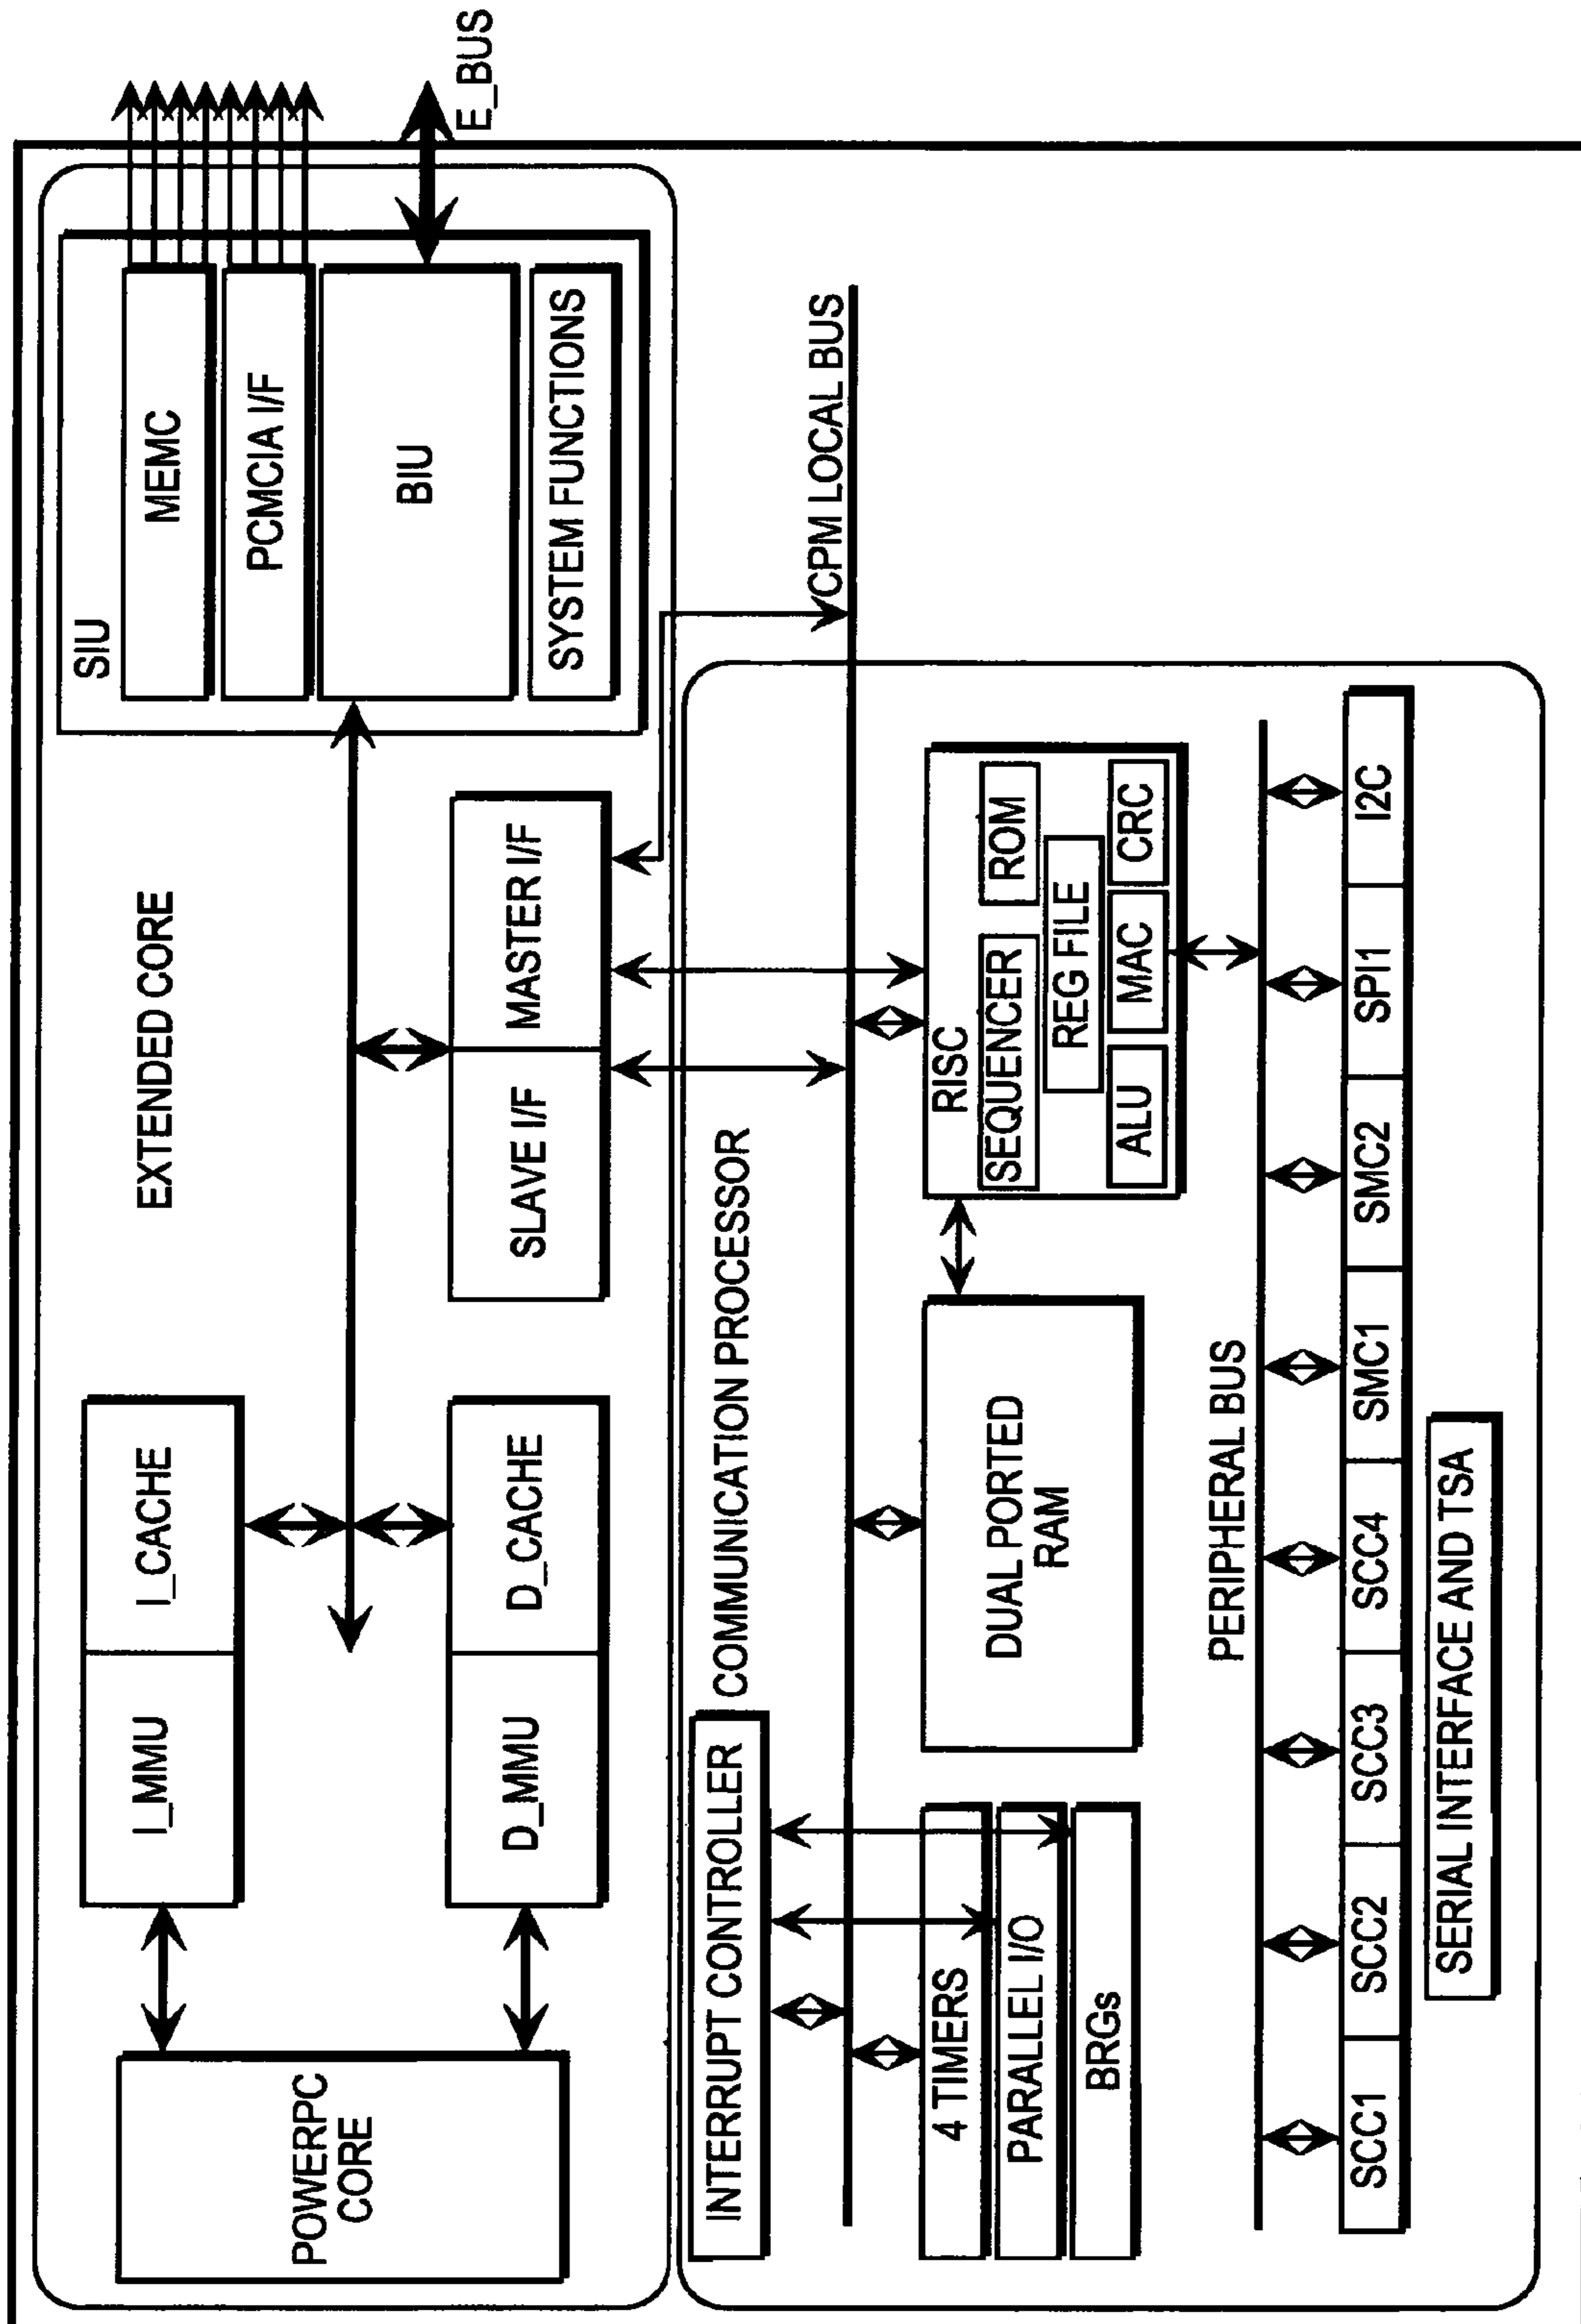 EXTENDED CORE
POWERPC
CORE
I_MMU
I_CACHE
D_MMU
D_CACHE
SLAVE I/F
MASTER I/F
SIU
MEMC
PCMCIA I/F
BIU
SYSTEM FUNCTIONS
E_BUS
INTERRUPT CONTROLLER
COMMUNICATION PROCESSOR
CPM LOCAL BUS
4 TIMERS
PARALLEL I/O
BRGs
DUAL PORTED
RAM
RISC
SEQUENCER
ROM
REG FILE
ALU
MAC
CRC
PERIPHERAL BUS
SCC1
SCC2
SCC3
SCC4
SMC1
SMC2
SPI1
I2C
SERIAL INTERFACE AND TSA